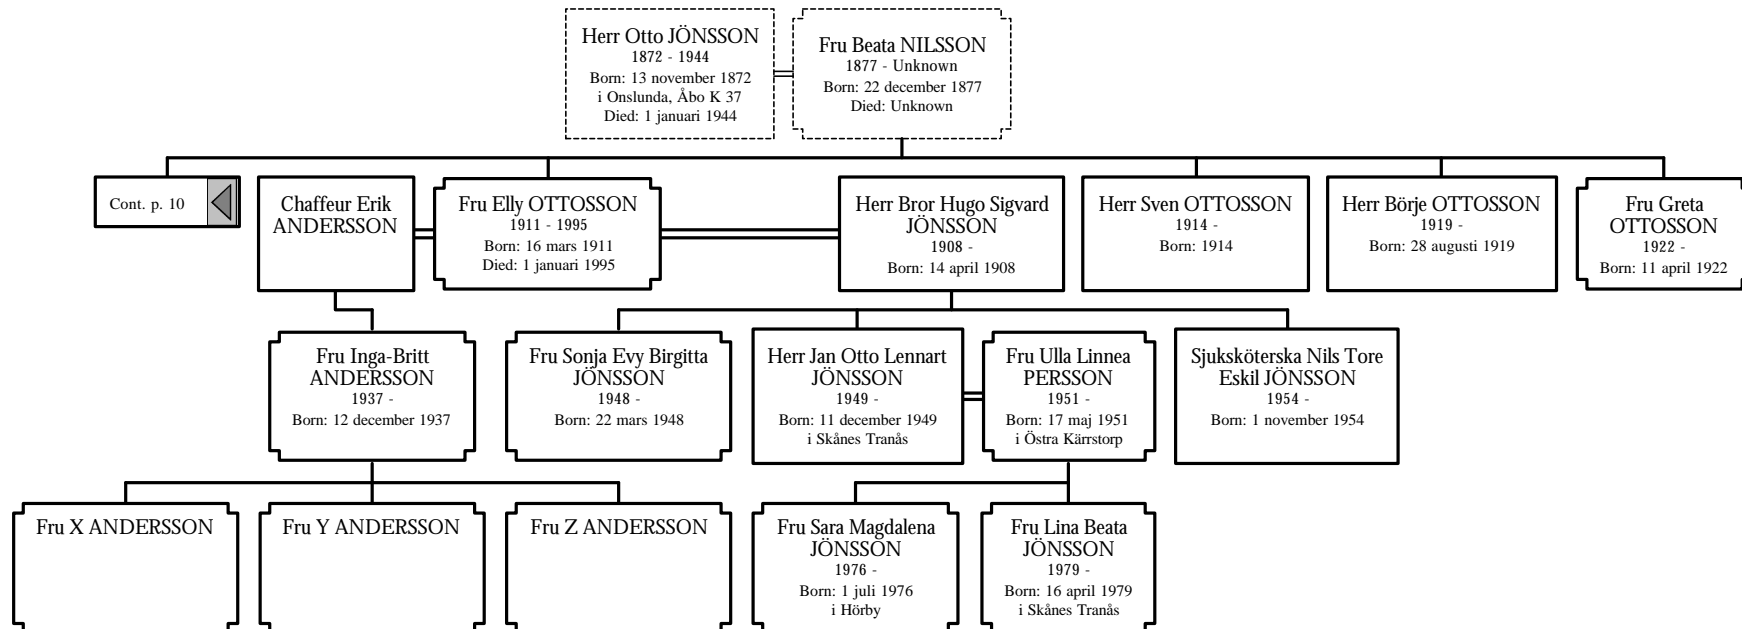 Herr Otto JÖNSSON
1872 - 1944
Born: 13 november 1872
i Onslunda, Åbo K 37
Died: 1 januari 1944
Fru Beata NILSSON
1877 - Unknown
Born: 22 december 1877
Died: Unknown
Cont. p. 10
Chaffeur Erik
ANDERSSON
Fru Elly OTTOSSON
1911 - 1995
Born: 16 mars 1911
Died: 1 januari 1995
Herr Bror Hugo Sigvard
JÖNSSON
1908 -
Born: 14 april 1908
Herr Sven OTTOSSON
1914 -
Born: 1914
Herr Börje OTTOSSON
1919 -
Born: 28 augusti 1919
Fru Greta
OTTOSSON
1922 -
Born: 11 april 1922
Fru Inga-Britt
ANDERSSON
1937 -
Born: 12 december 1937
Fru Sonja Evy Birgitta
JÖNSSON
1948 -
Born: 22 mars 1948
Herr Jan Otto Lennart
JÖNSSON
1949 -
Born: 11 december 1949
i Skånes Tranås
Fru Ulla Linnea
PERSSON
1951 -
Born: 17 maj 1951
i Östra Kärrstorp
Sjuksköterska Nils Tore
Eskil JÖNSSON
1954 -
Born: 1 november 1954
Fru X ANDERSSON
Fru Y ANDERSSON
Fru Z ANDERSSON
Fru Sara Magdalena
JÖNSSON
1976 -
Born: 1 juli 1976
i Hörby
Fru Lina Beata
JÖNSSON
1979 -
Born: 16 april 1979
i Skånes Tranås